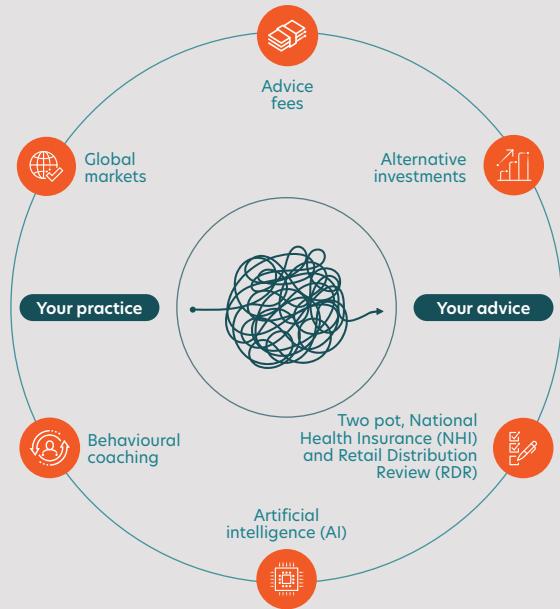 Advice
fees
Global
markets
Alternative
investments
Your practice
Your advice
Behavioural
coaching
Two pot, National
Health Insurance (NHI)
and Retail Distribution
Review (RDR)
Artificial
intelligence (AI)